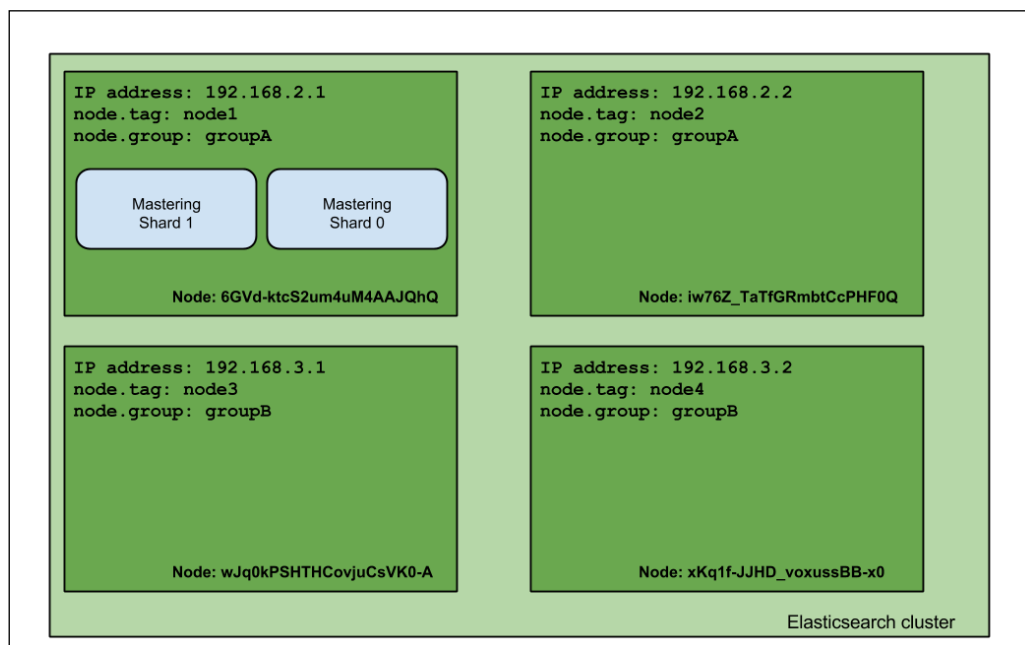 IP address: 192.168.2.1
node.tag: node1
node.group: groupA
Mastering
Shard 1
Mastering
Shard 0
Node: 6GVd-ktcS2um4uM4AAJQhQ
IP address: 192.168.2.2
node.tag: node2
node.group: groupA
Node: iw76Z_TaTfGRmbtCcPHF0Q
IP address: 192.168.3.1
node.tag: node3
node.group: groupB
Node: wJq0kPSHTHCovjuCsVK0-A
IP address: 192.168.3.2
node.tag: node4
node.group: groupB
Node: xKq1f-JJHD_voxussBB-x0
Elasticsearch cluster